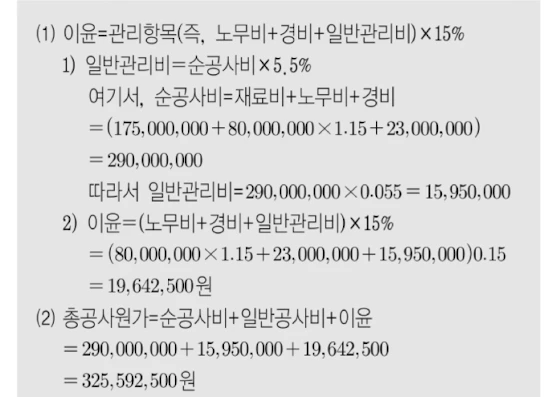 (1) 이윤=관리항목(즉, 노무비+경비+일반관리비)×15%
1) 일반관리비=순공사비×5.5%
여기서, 순공사비=재료비+노무비+경비
=(175,000,000+80,000,000×1.15+23,000,000)
=290,000,000
따라서 일반관리비=290,000,000×0.055=15,950,000
2) 이윤=(노무비+경비+일반관리비)×15%
=(80,000,000×1.15+23,000,000+15,950,000)0.15
=19,642,500원
(2) 총공사원가=순공사비+일반공사비+이윤
=290,000,000+15,950,000+19,642,500
=325,592,500원